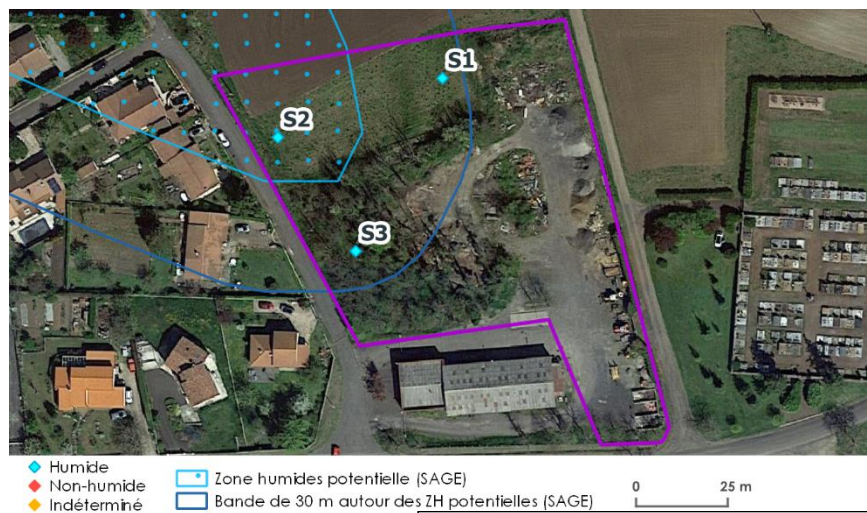 S1
S2
S3
Humide
Non-humide
Indéterminé
Zone humides potentielle (SAGE)
Bande de 30 m autour des ZH potentielles (SAGE)
0 25 m